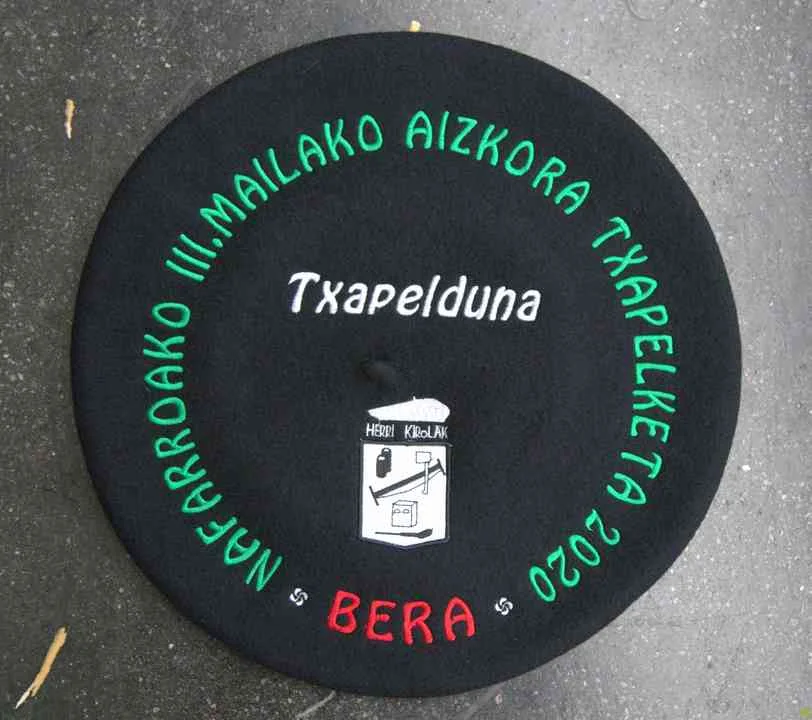 NAFARROAKO III.MAILAKO AIZKORA TXAPELKETA 2020
Txapelduna
HERRI KIROLAK
BERA